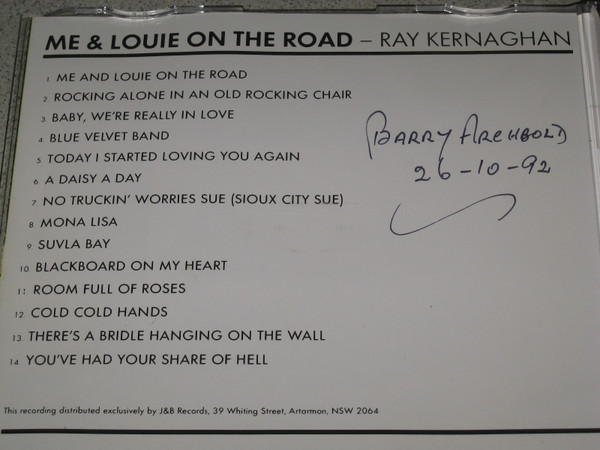 ME & LOUIE ON THE ROAD – RAY KERNAGHAN
1. ME AND LOUIE ON THE ROAD
2. ROCKING ALONE IN AN OLD ROCKING CHAIR
3. BABY, WE'RE REALLY IN LOVE
4. BLUE VELVET BAND
5. TODAY I STARTED LOVING YOU AGAIN
6. A DAISY A DAY
7. NO TRUCKIN' WORRIES SUE (SIOUX CITY SUE)
8. MONA LISA
9. SUVLA BAY
10. BLACKBOARD ON MY HEART
11. ROOM FULL OF ROSES
12. COLD COLD HANDS
13. THERE'S A BRIDLE HANGING ON THE WALL
14. YOU'VE HAD YOUR SHARE OF HELL
BARRY ARCHBOLD
26-10-92
This recording distributed exclusively by J&B Records, 39 Whiting Street, Artarmon, NSW 2064